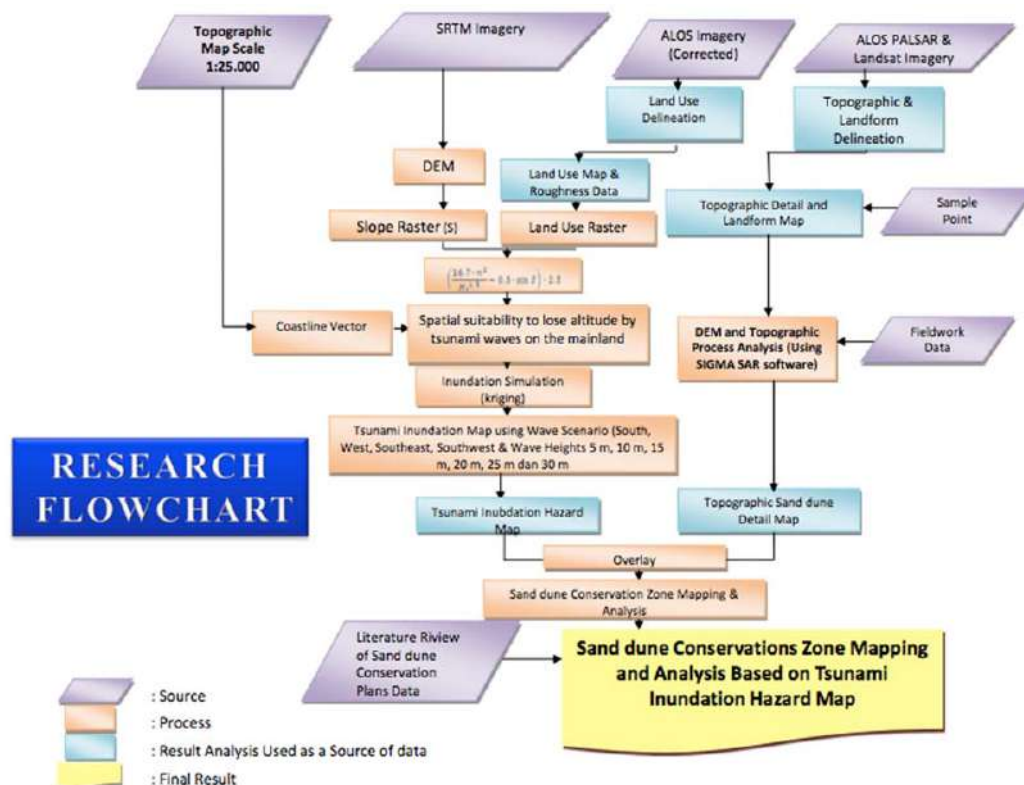 Topographic
Map Scale
1:25.000
SRTM Imagery
ALOS Imagery
(Corrected)
ALOS PALSAR &
Landsat Imagery
Land Use
Delineation
Topographic &
Landform
Delineation
DEM
Land Use Map &
Roughness Data
Topographic Detail and
Landform Map
Sample
Point
Slope Raster (S)
Land Use Raster
Coastline Vector
Spatial suitability to lose altitude by
tsunami waves on the mainland
DEM and Topographic
Process Analysis (Using
SIGMA SAR software)
Fieldwork
Data
Inundation Simulation
(kriging)
Tsunami Inundation Map using Wave Scenario (South,
West, Southeast, Southwest & Wave Heights 5 m, 10 m, 15
m, 20 m, 25 m dan 30 m
RESEARCH
FLOWCHART
Tsunami Inubdation Hazard
Map
Topographic Sand dune
Detail Map
Overlay
Sand dune Conservation Zone Mapping &
Analysis
Literature Riview
of Sand dune
Conservation
Plans Data
Sand dune Conservations Zone Mapping
and Analysis Based on Tsunami
Inundation Hazard Map
: Source
: Process
: Result Analysis Used as a Source of data
: Final Result